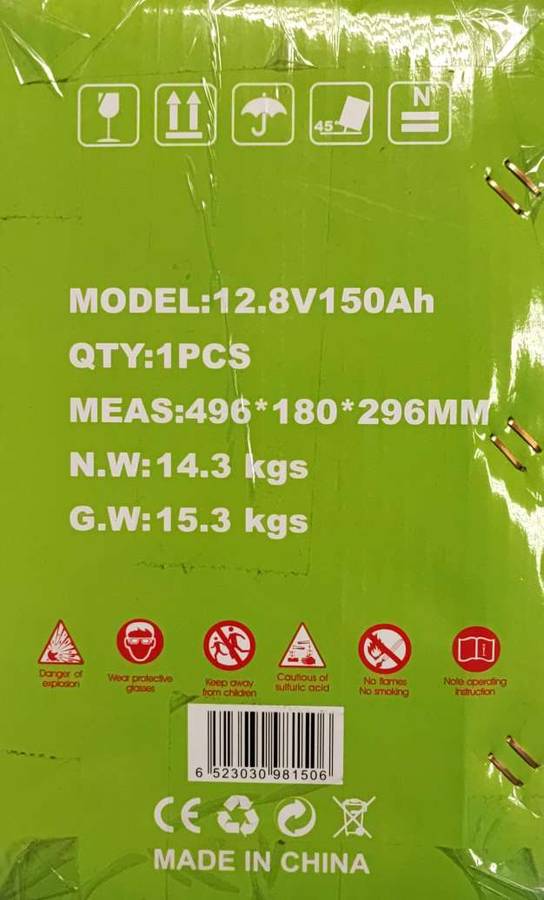 45°
N
MODEL:12.8V150Ah
QTY:1PCS
MEAS:496*180*296MM
N.W:14.3 kgs
G.W:15.3 kgs
Danger of
explosion
Wear protective
glasses
Keep away
from children
Cautious of
sulfuric acid
No flames
No smoking
Note operating
Instruction
6 523030 981506
CE
MADE IN CHINA